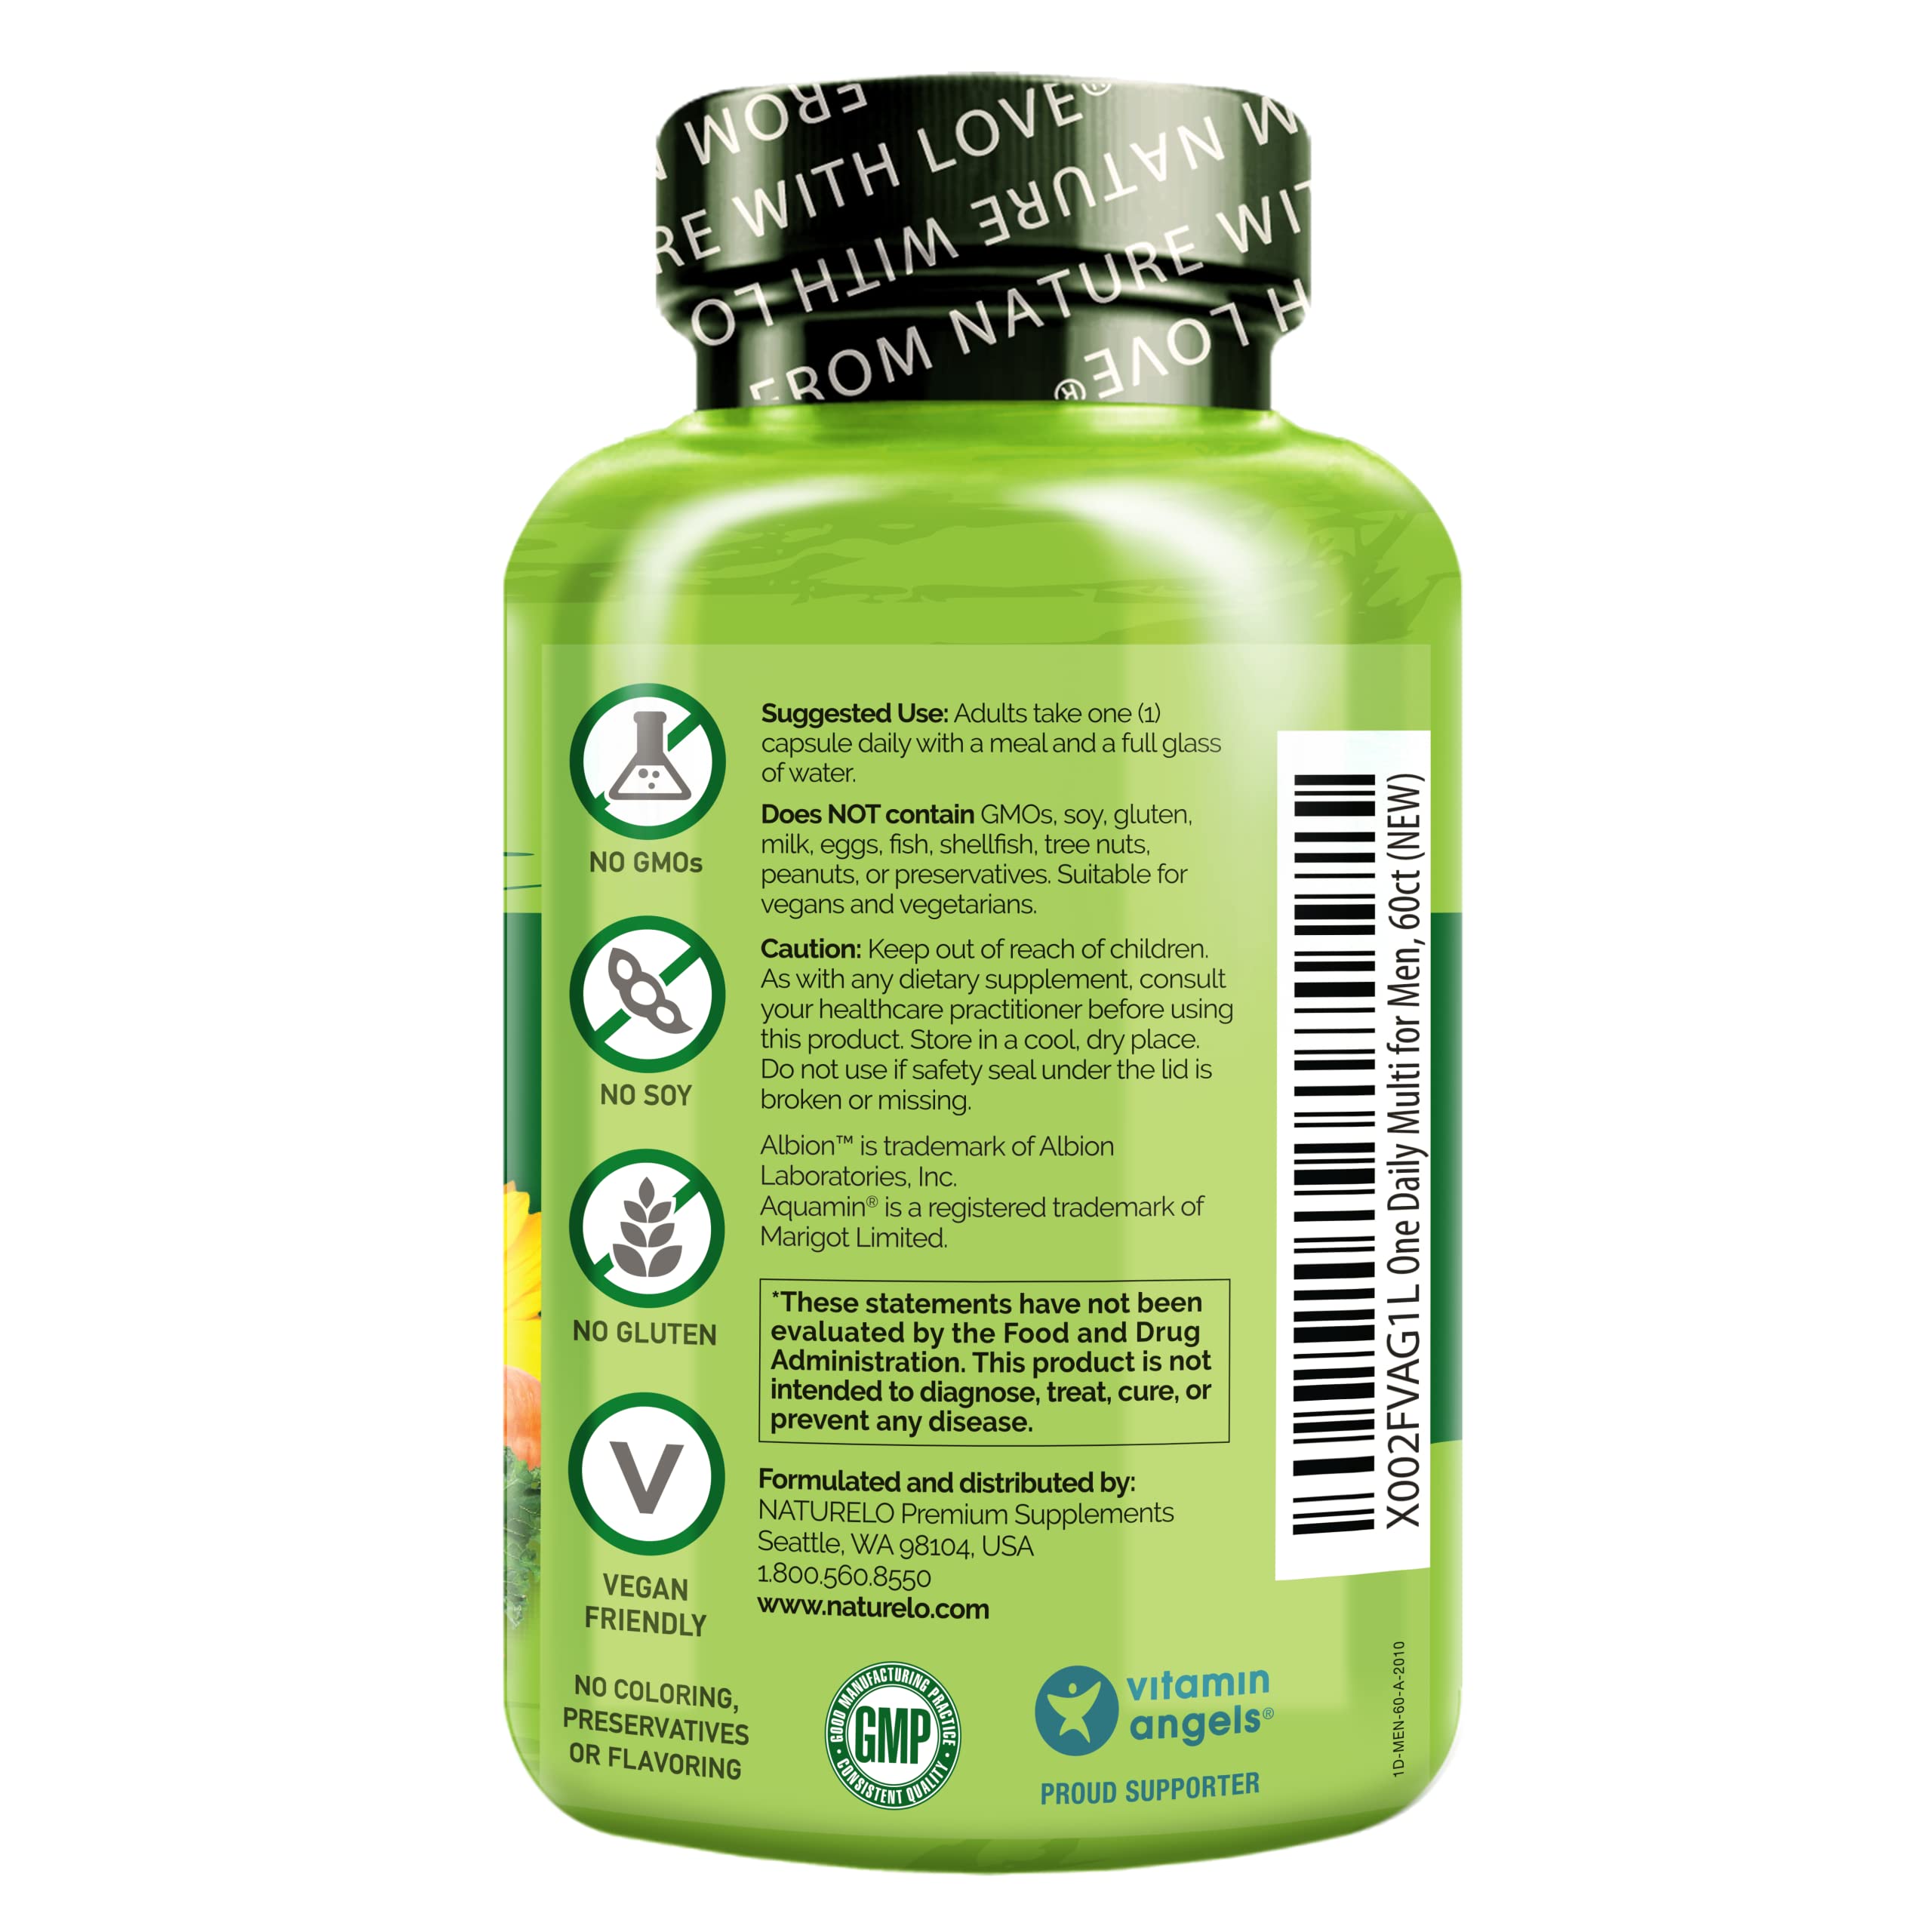 FROM
FROM N
RE WITH LOVE®
M NATURE WITH LO
FROM NATURE WIT
H LOVE®
NO GMOs
NO SOY
NO GLUTEN
V
VEGAN
FRIENDLY
NO COLORING,
PRESERVATIVES
OR FLAVORING
Suggested Use: Adults take one (1)
capsule daily with a meal and a full glass
of water.
Does NOT contain GMOs, soy, gluten,
milk, eggs, fish, shellfish, tree nuts,
peanuts, or preservatives. Suitable for
vegans and vegetarians.
Caution: Keep out of reach of children.
As with any dietary supplement, consult
your healthcare practitioner before using
this product. Store in a cool, dry place.
Do not use if safety seal under the lid is
broken or missing.
Albion™ is trademark of Albion
Laboratories, Inc.
Aquamin® is a registered trademark of
Marigot Limited.
*These statements have not been
evaluated by the Food and Drug
Administration. This product is not
intended to diagnose, treat, cure, or
prevent any disease.
Formulated and distributed by:
NATURELO Premium Supplements
Seattle, WA 98104, USA
1.800.560.8550
www.naturelo.com
GOOD MANUFACTURING PRACTICE
GMP
CONSISTENT QUALITY
vitamin
angels®
PROUD SUPPORTER
X002FVAG1L One Daily Multi for Men, 60ct (NEW)
1D-MEN-60-A-2010